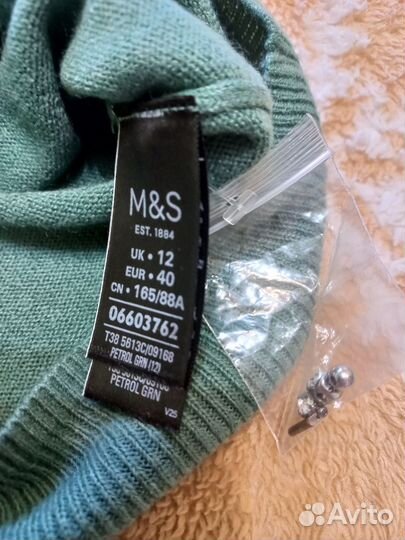 M&S
EST. 1884
UK • 12
EUR • 40
CN • 165/88A
06603762
T38 5613C/09168
PETROL GRN (12)
PETROL GRN
V25
Avito